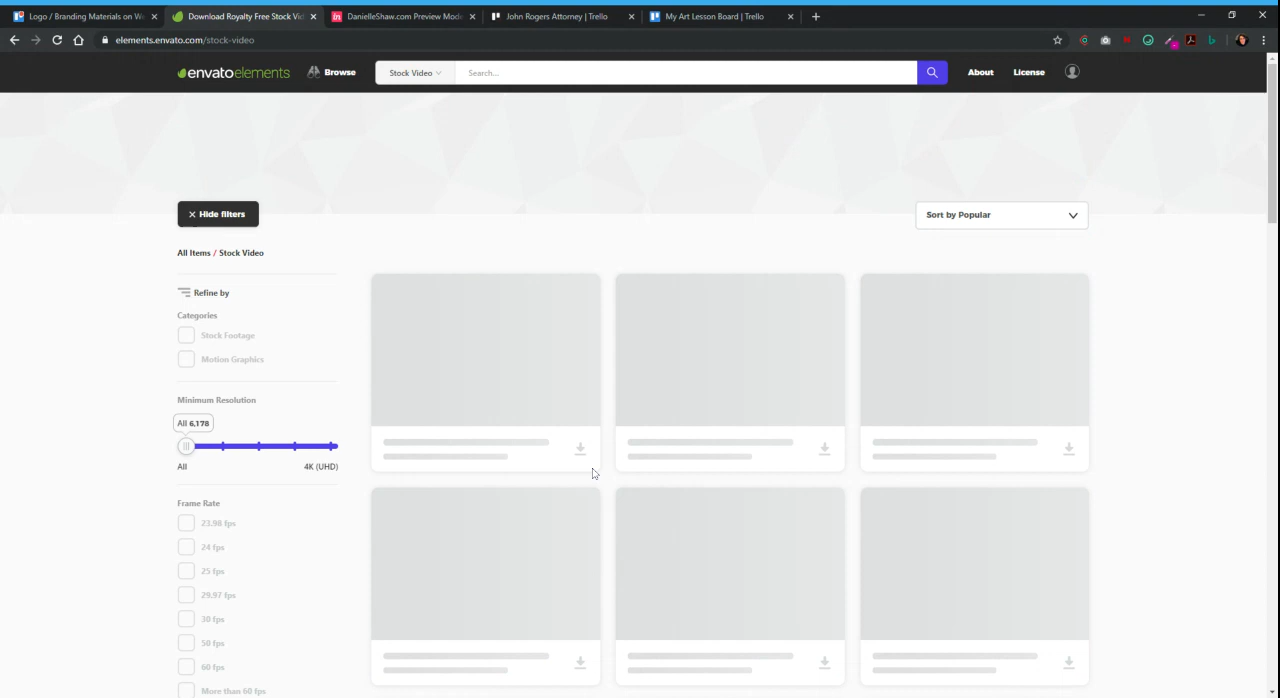 Logo / Branding Materials on We
Download Royalty Free Stock Vid
DanielleShaw.com Preview Mode
John Rogers Attorney | Trello
My Art Lesson Board | Trello
elements.envato.com/stock-video
envatoelements
Browse
Stock Video
Search...
About
License
Hide filters
Sort by Popular
All Items / Stock Video
Refine by
Categories
Stock Footage
Motion Graphics
Minimum Resolution
All 6,178
All
4K (UHD)
Frame Rate
23.98 fps
24 fps
25 fps
29.97 fps
30 fps
50 fps
60 fps
More than 60 fps